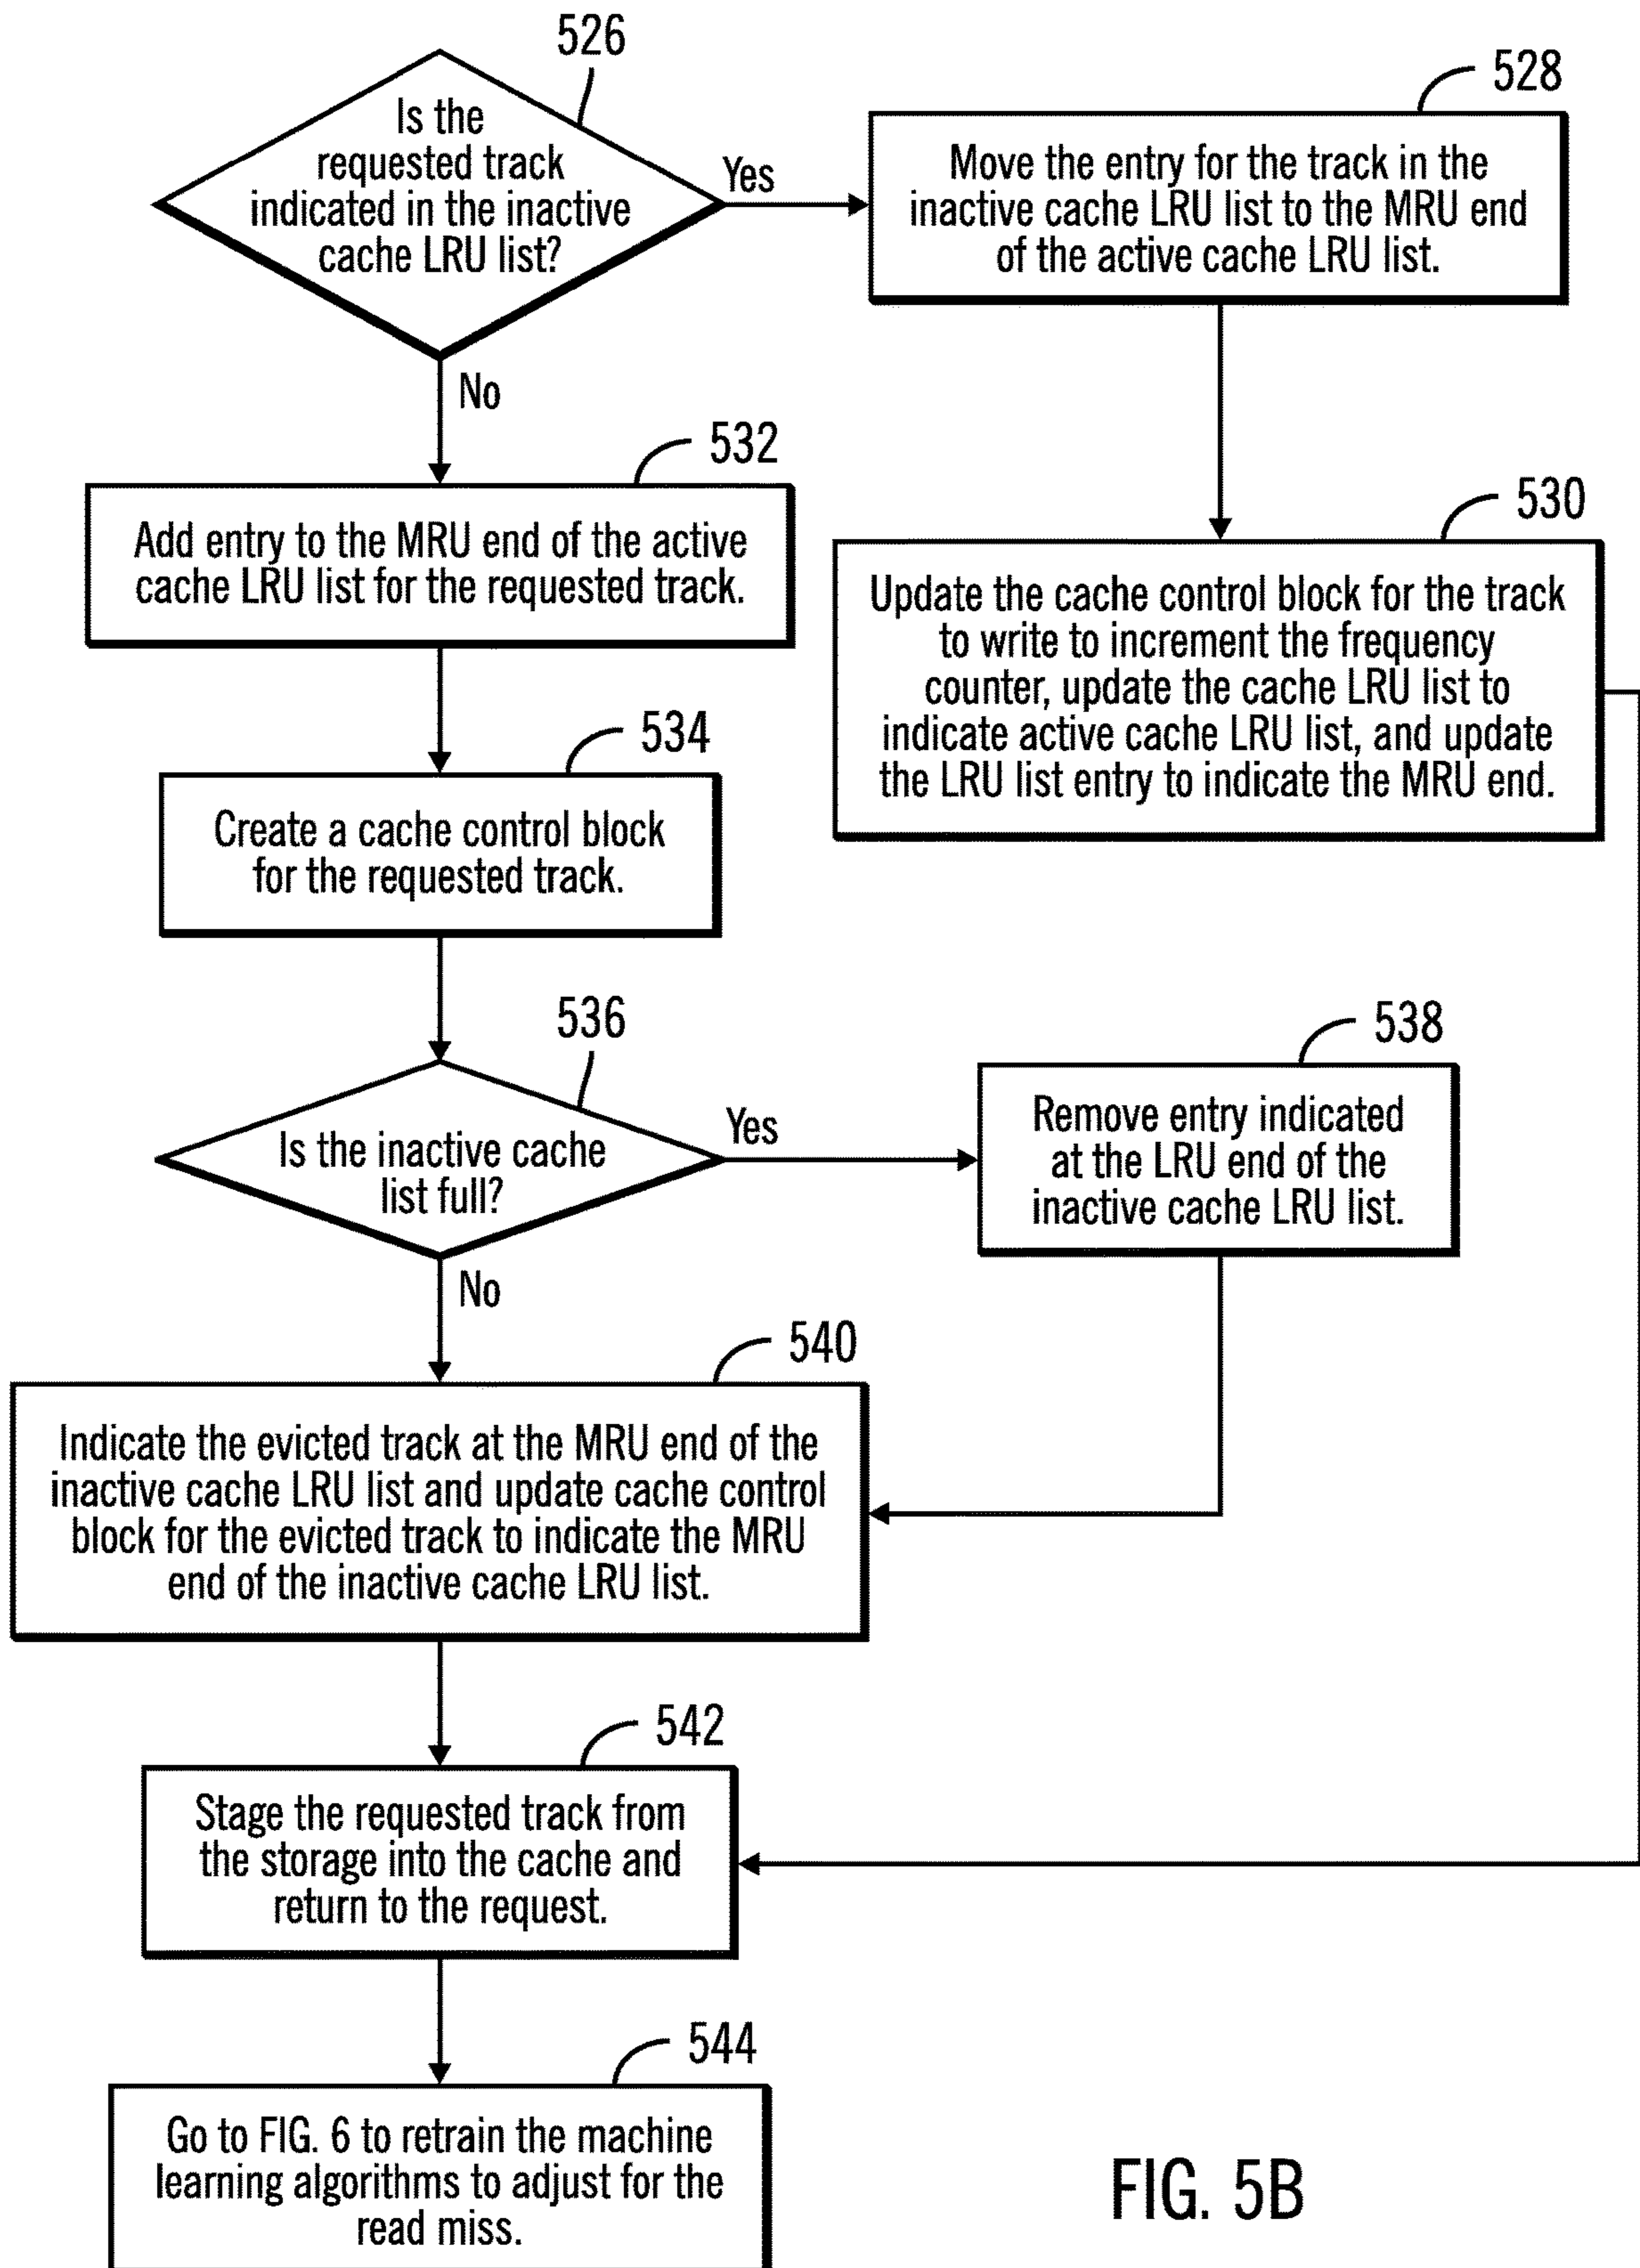 526
Is the
requested track
indicated in the inactive
cache LRU list?
Yes
No
528
Move the entry for the track in the
inactive cache LRU list to the MRU end
of the active cache LRU list.
530
Update the cache control block for the track
to write to increment the frequency
counter, update the cache LRU list to
indicate active cache LRU list, and update
the LRU list entry to indicate the MRU end.
532
Add entry to the MRU end of the active
cache LRU list for the requested track.
534
Create a cache control block
for the requested track.
536
Is the inactive cache
list full?
Yes
No
538
Remove entry indicated
at the LRU end of the
inactive cache LRU list.
540
Indicate the evicted track at the MRU end of the
inactive cache LRU list and update cache control
block for the evicted track to indicate the MRU
end of the inactive cache LRU list.
542
Stage the requested track from
the storage into the cache and
return to the request.
544
Go to FIG. 6 to retrain the machine
learning algorithms to adjust for the
read miss.
FIG. 5B